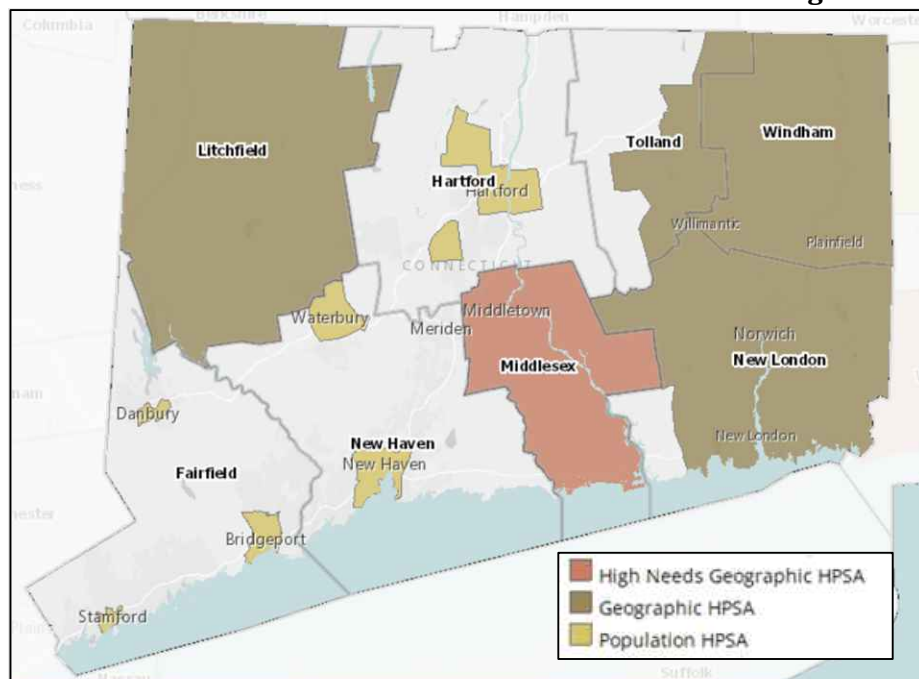 Columbia
Berkshire
Hampden
Worcester
Litchfield
Tolland
Windham
Hartford
Hartford
Willimantic
Plainfield
CONNECTICUT
Waterbury
Meriden
Middletown
Norwich
New London
Middlesex
Danbury
New Haven
New Haven
New London
Fairfield
Bridgeport
Stamford
High Needs Geographic HPSA
Geographic HPSA
Population HPSA
Suffolk